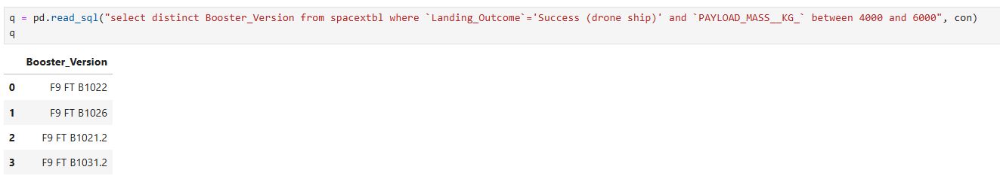 q = pd.read_sql("select distinct Booster_Version from spacextbl where `Landing_Outcome`='Success (drone ship)' and `PAYLOAD_MASS__KG_` between 4000 and 6000", con)
q
Booster_Version
0 F9 FT B1022
1 F9 FT B1026
2 F9 FT B1021.2
3 F9 FT B1031.2